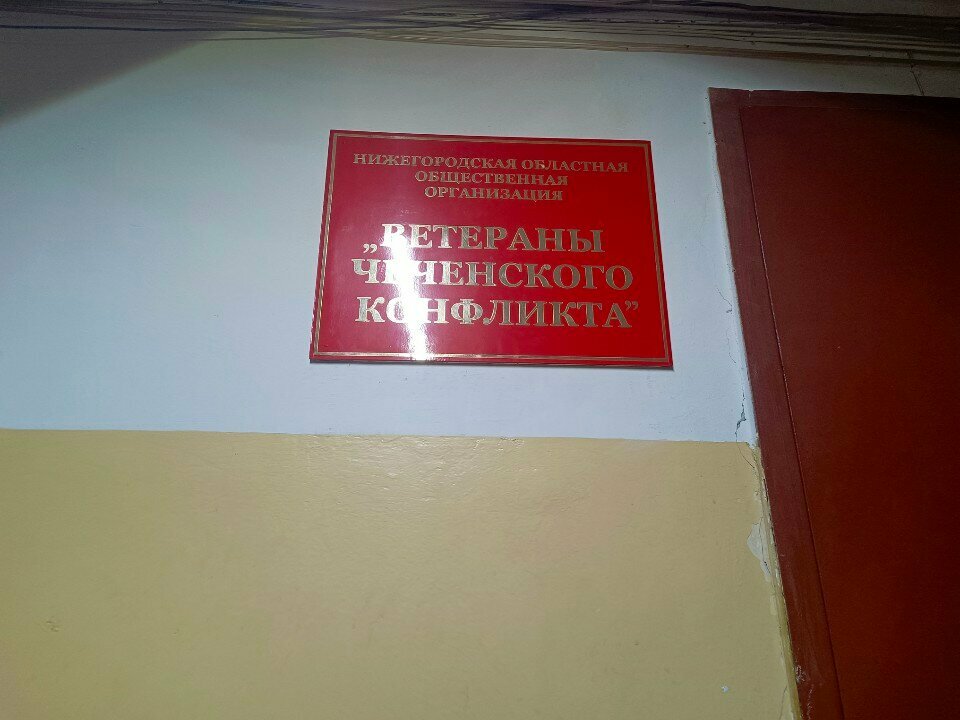 НИЖЕГОРОДСКАЯ ОБЛАСТНАЯ
ОБЩЕСТВЕННАЯ
ОРГАНИЗАЦИЯ
„ВЕТЕРАНЫ
ЧЕЧЕНСКОГО
КОНФЛИКТА”